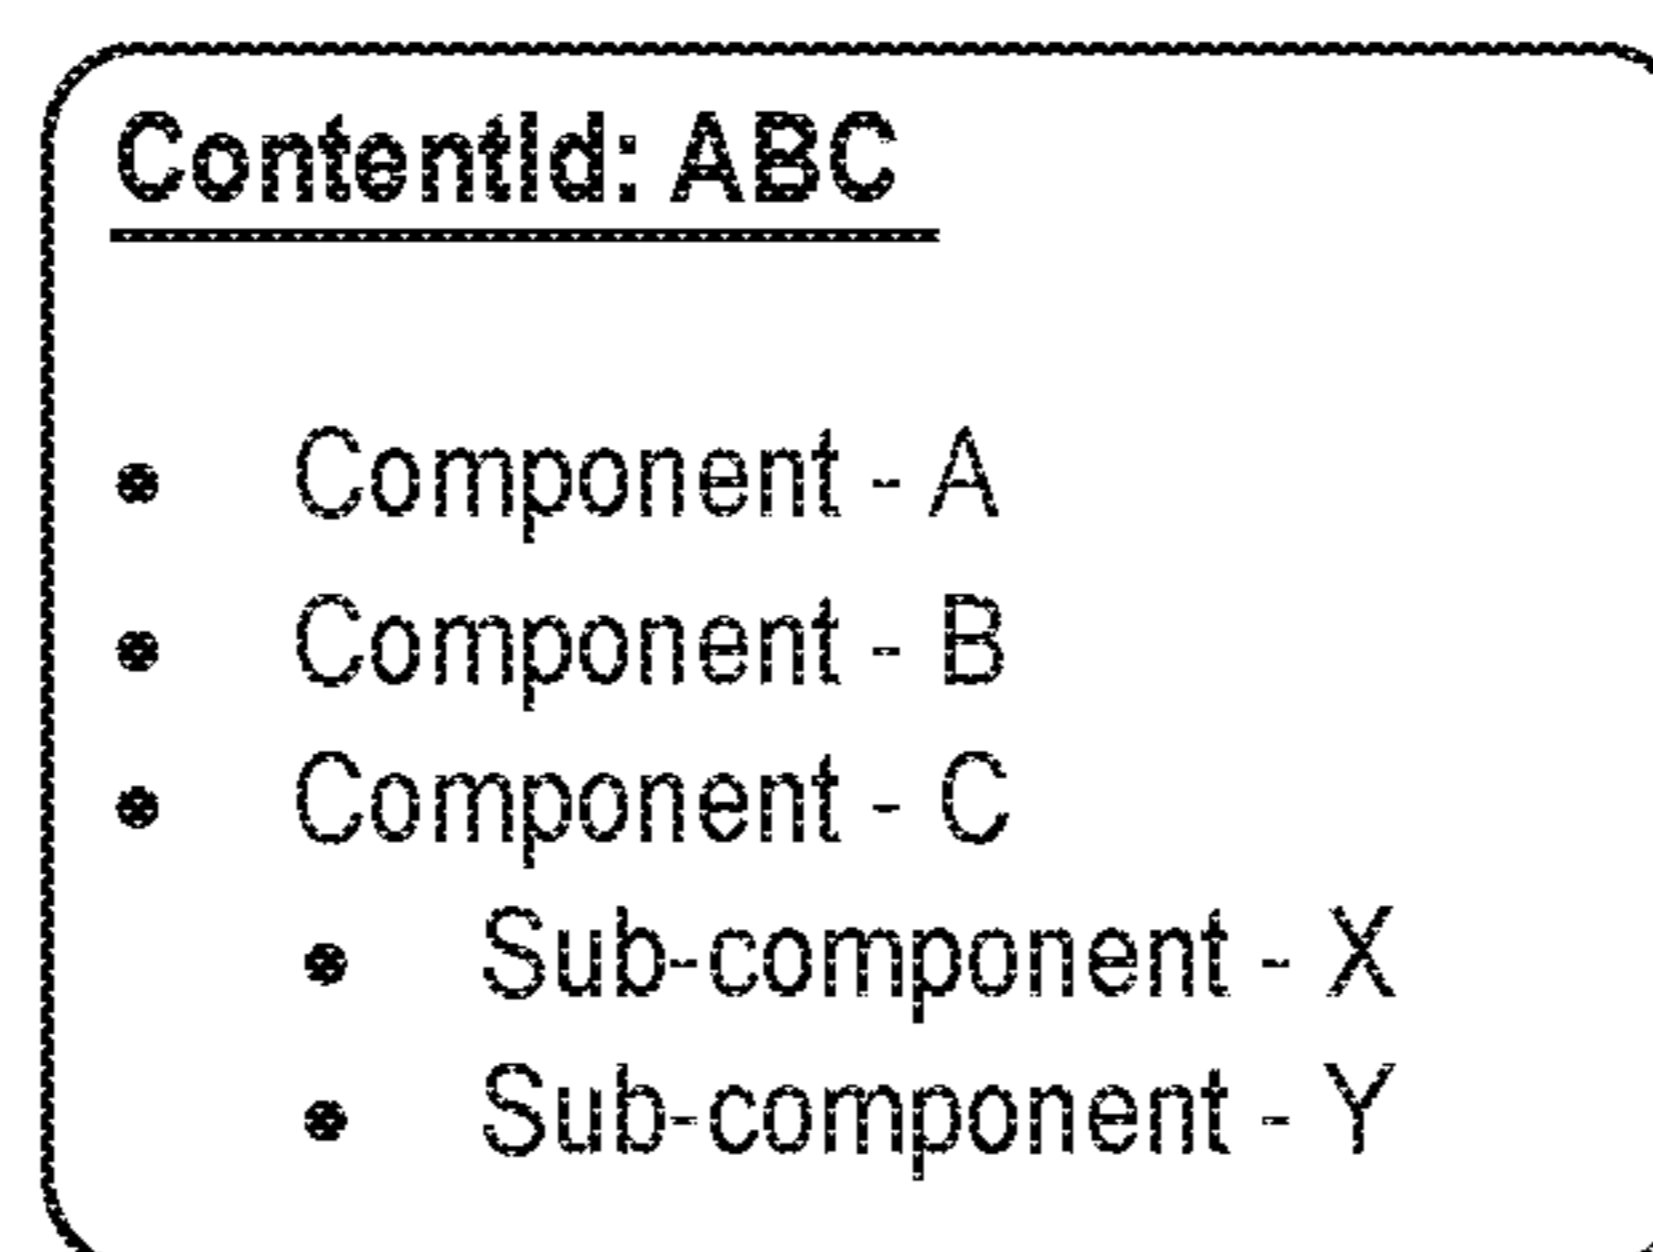 ContentId: ABC
• Component - A
• Component - B
• Component - C
• Sub-component - X
• Sub-component - Y